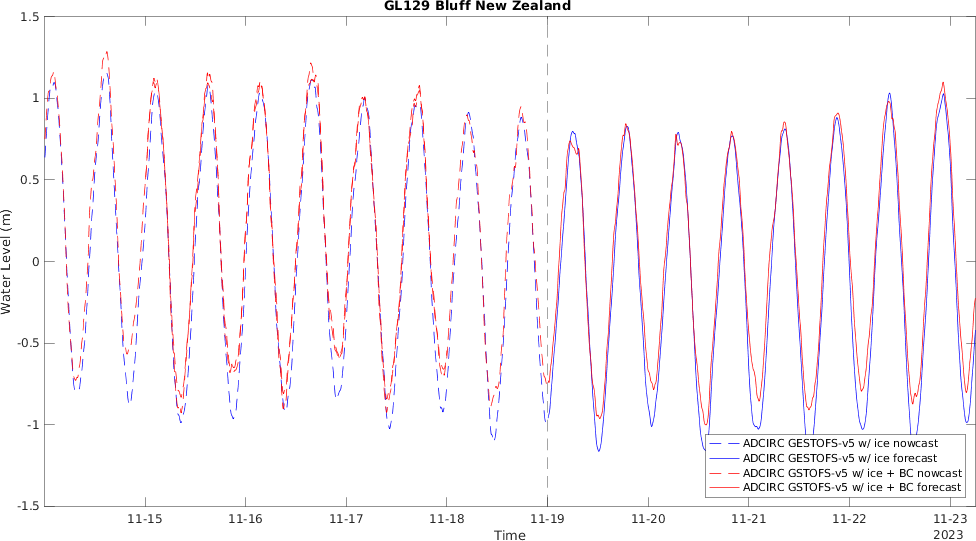 GL129 Bluff New Zealand
1.5
1
0.5
0
-0.5
-1
-1.5
Water Level (m)
11-15
11-16
11-17
11-18
11-19
11-20
11-21
11-22
11-23
Time
2023
ADCIRC GESTOFS-v5 w/ ice nowcast
ADCIRC GESTOFS-v5 w/ ice forecast
ADCIRC GSTOFS-v5 w/ ice + BC nowcast
ADCIRC GSTOFS-v5 w/ ice + BC forecast